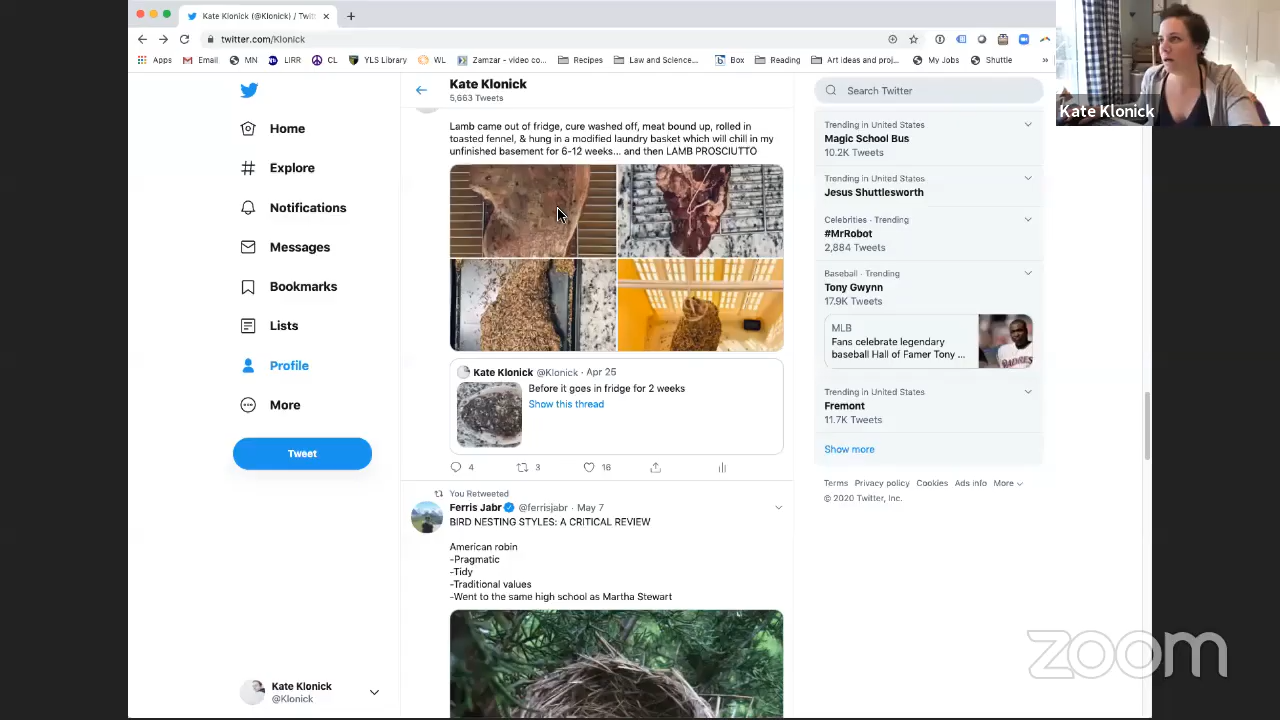 Kate Klonick (@Klonick) / Twit
twitter.com/Klonick
Apps Email MN LIRR CL YLS Library WL Zamzar - video co... Recipes Law and Science... Box Reading Art ideas and proj... My Jobs Shuttle »
Kate Klonick
Home
Explore
Notifications
Messages
Bookmarks
Lists
Profile
More
Tweet
Kate Klonick
@Klonick
Kate Klonick
5,663 Tweets
Lamb came out of fridge, cure washed off, meat bound up, rolled in
toasted fennel, & hung in a modified laundry basket which will chill in my
unfinished basement for 6-12 weeks... and then LAMB PROSCIUTTO
Kate Klonick @Klonick · Apr 25
Before it goes in fridge for 2 weeks
Show this thread
4 3 16
You Retweeted
Ferris Jabr @ferrisjabr · May 7
BIRD NESTING STYLES: A CRITICAL REVIEW
American robin
-Pragmatic
-Tidy
-Traditional values
-Went to the same high school as Martha Stewart
Search Twitter
Trending in United States
Magic School Bus
10.2K Tweets
Trending in United States
Jesus Shuttlesworth
Celebrities · Trending
#MrRobot
2,884 Tweets
Baseball · Trending
Tony Gwynn
17.9K Tweets
MLB
Fans celebrate legendary
baseball Hall of Famer Tony ...
PADRES
Trending in United States
Fremont
11.7K Tweets
Show more
Terms Privacy policy Cookies Ads info More
© 2020 Twitter, Inc.
zoom